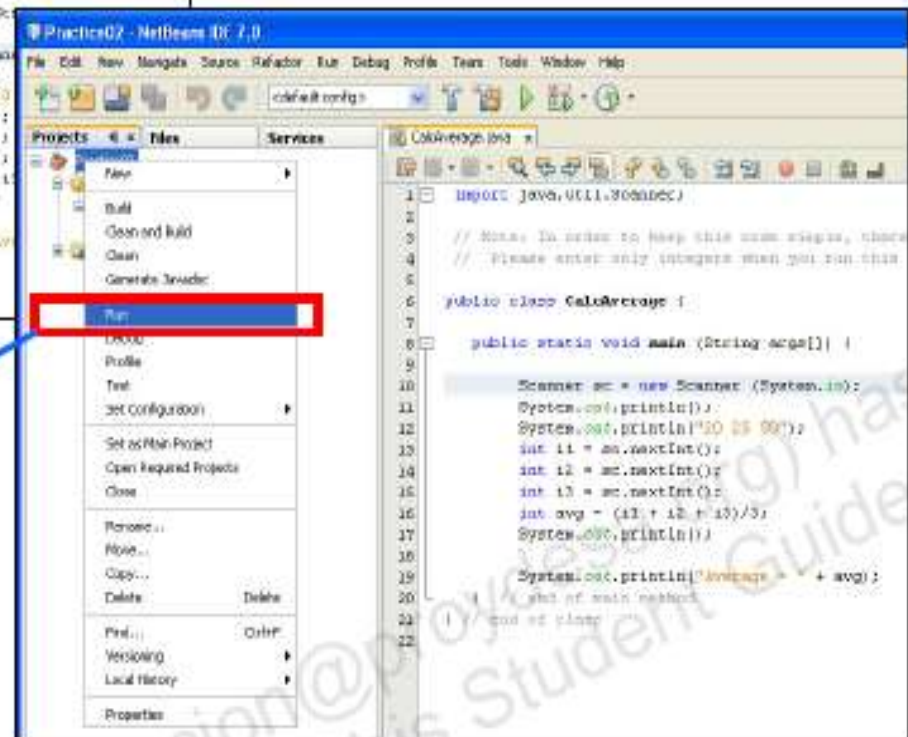 Practice02 - NetBeans IDE 7.0
File Edit View Navigate Source Refactor Run Debug Profile Team Tools Window Help
<default config>
Projects Files Services
CalcAverage.java
New
Build
Clean and Build
Clean
Generate Javadoc
Run
Debug
Profile
Test
Set Configuration
Set as Main Project
Open Required Projects
Close
Rename...
Move...
Copy...
Delete Delete
Find... Ctrl+F
Versioning
Local History
Properties
1 import java.util.Scanner;
2
3 // Note: In order to keep this code simple, there
4 // Please enter only integers when you run this
5
6 public class CalcAverage {
7
8 public static void main (String args[]) {
9
10 Scanner sc = new Scanner (System.in);
11 System.out.println();
12 System.out.println("
13 int i1 = sc.nextInt();
14 int i2 = sc.nextInt();
15 int i3 = sc.nextInt();
16 int avg = (i1 + i2 + i3)/3;
17 System.out.println();
18
19 System.out.println("Average = " + avg);
20 } // end of main method
21 } // end of class
22
sion@proydesa (g) has
is Student Guide